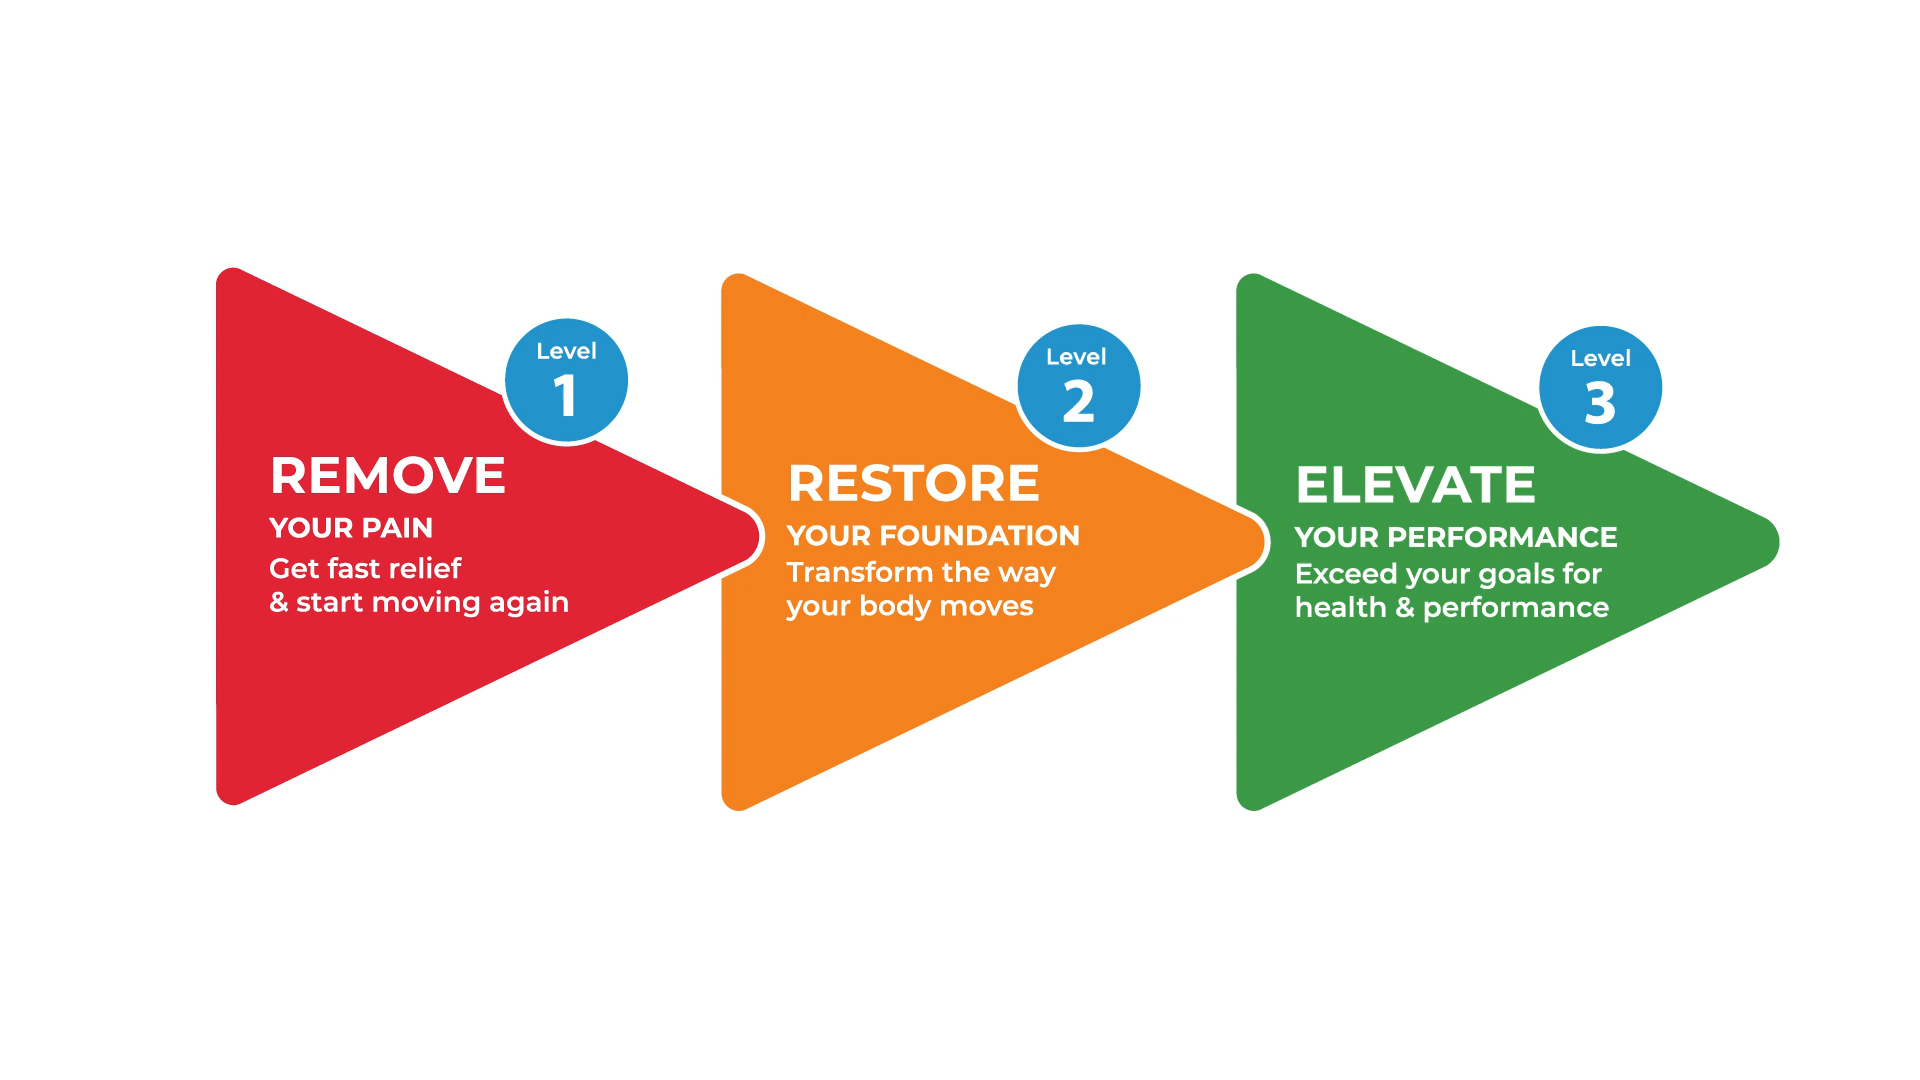 Level
1
REMOVE
YOUR PAIN
Get fast relief
& start moving again
Level
2
RESTORE
YOUR FOUNDATION
Transform the way
your body moves
Level
3
ELEVATE
YOUR PERFORMANCE
Exceed your goals for
health & performance